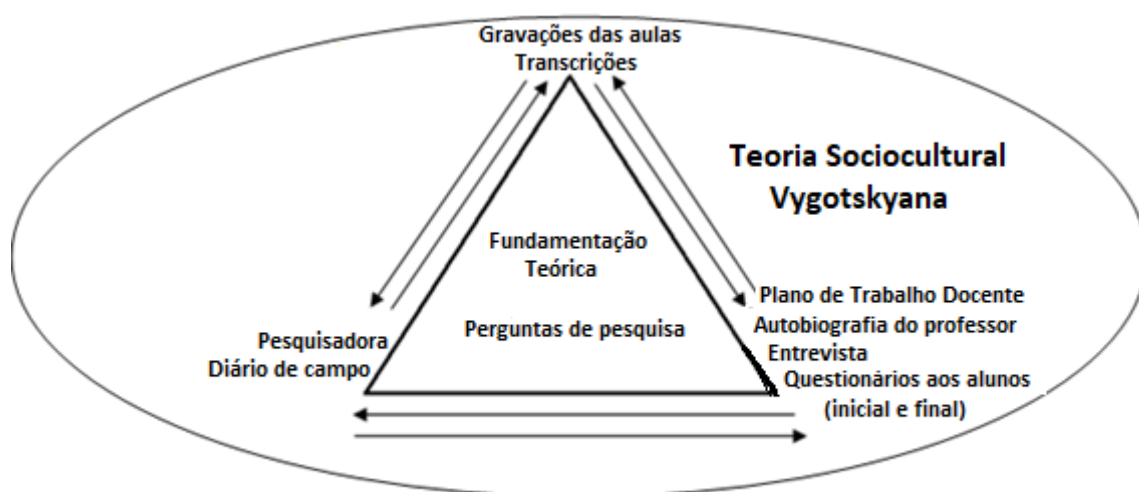 Gravações das aulas
Transcrições
Teoria Sociocultural
Vygotskyana
Fundamentação
Teórica
Perguntas de pesquisa
Pesquisadora
Diário de campo
Plano de Trabalho Docente
Autobiografia do professor
Entrevista
Questionários aos alunos
(inicial e final)